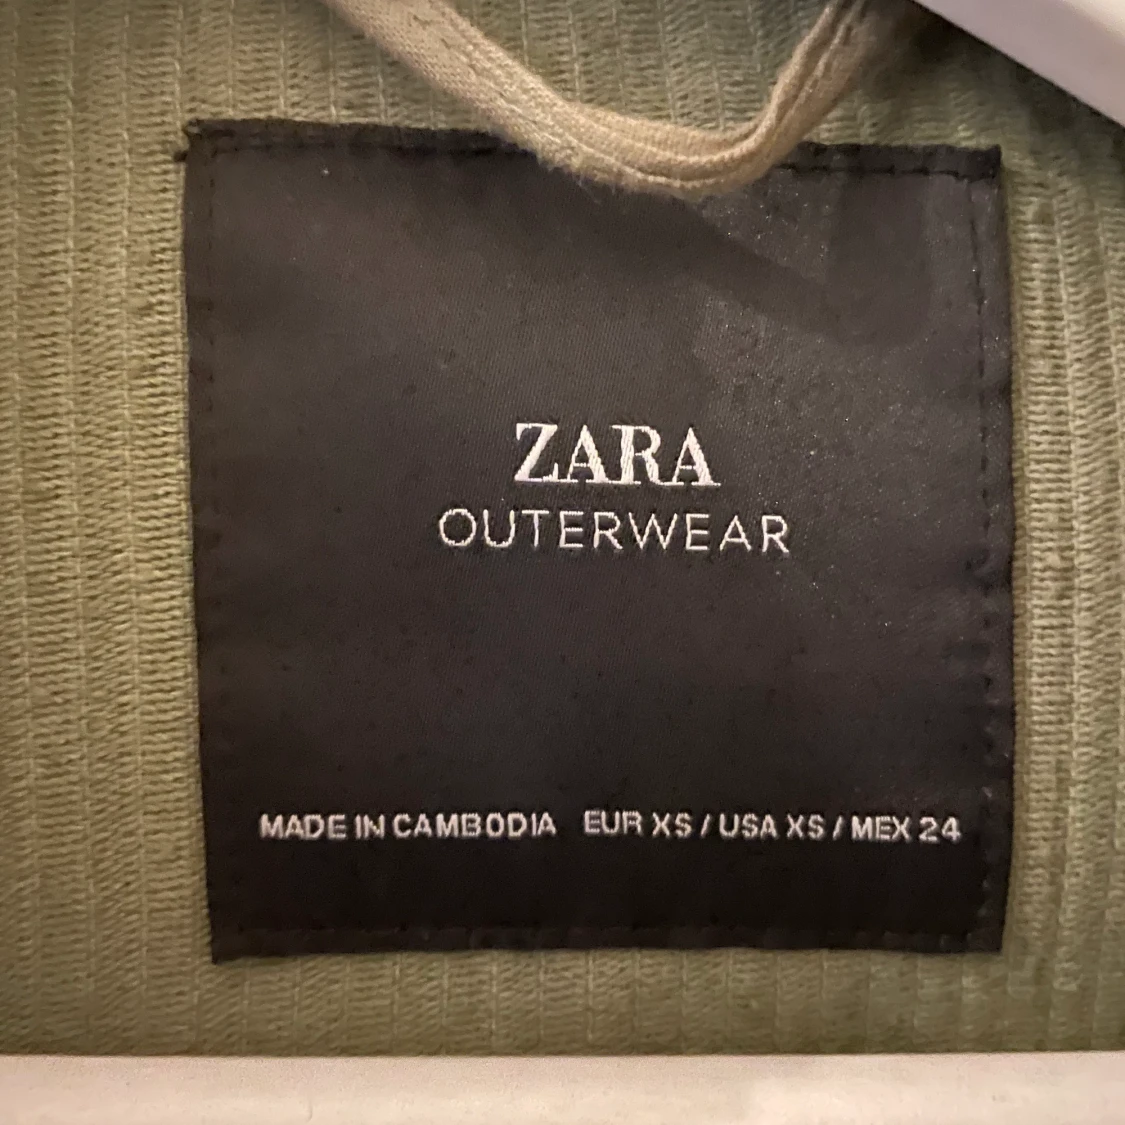 ZARA
OUTERWEAR
MADE IN CAMBODIA EUR XS / USA XS / MEX 24